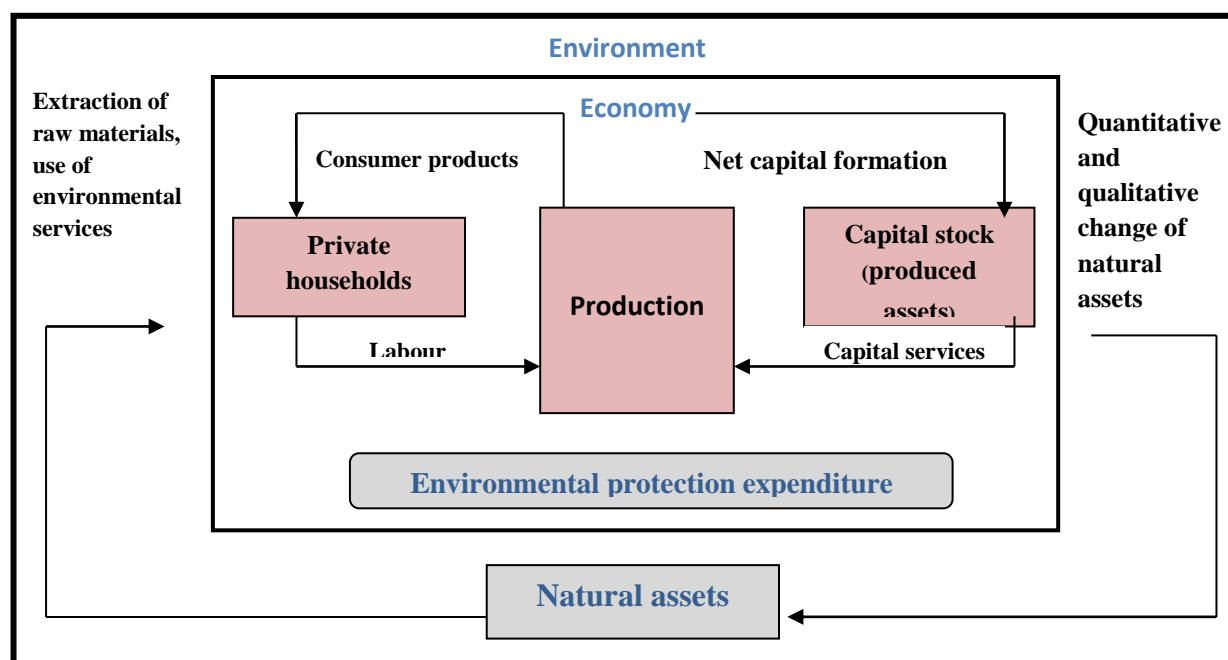 Environment
Extraction of
raw materials,
use of
environmental
services
Economy
Consumer products
Net capital formation
Quantitative
and
qualitative
change of
natural
assets
Private
households
Production
Capital stock
(produced
assets)
Labour
Capital services
Environmental protection expenditure
Natural assets